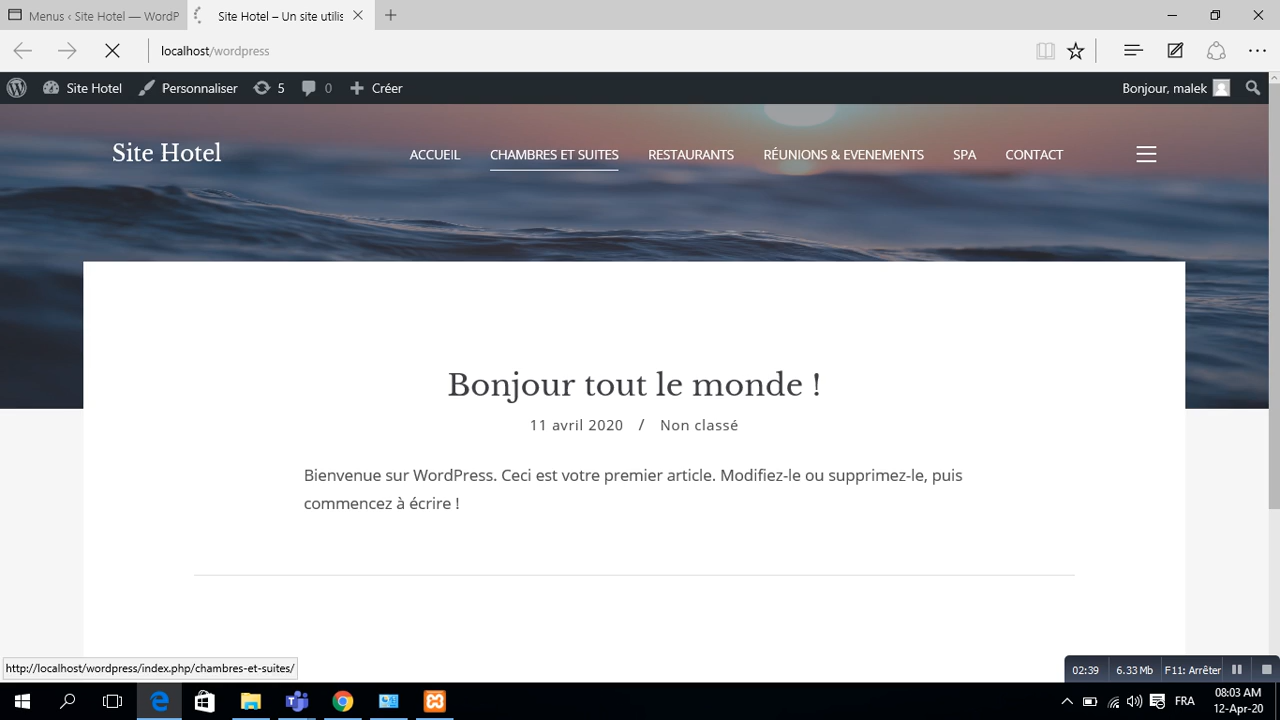 Menus ‹ Site Hotel — WordP
Site Hotel – Un site utilis
localhost/wordpress
Site Hotel
Personnaliser
5
0
Créer
Bonjour, malek
Site Hotel
ACCUEIL
CHAMBRES ET SUITES
RESTAURANTS
RÉUNIONS & EVENEMENTS
SPA
CONTACT
Bonjour tout le monde !
11 avril 2020 / Non classé
Bienvenue sur WordPress. Ceci est votre premier article. Modifiez-le ou supprimez-le, puis
commencez à écrire !
http://localhost/wordpress/index.php/chambres-et-suites/
02:39
6.33 Mb
F11: Arrêter
FR
08:03 AM
12-Apr-20